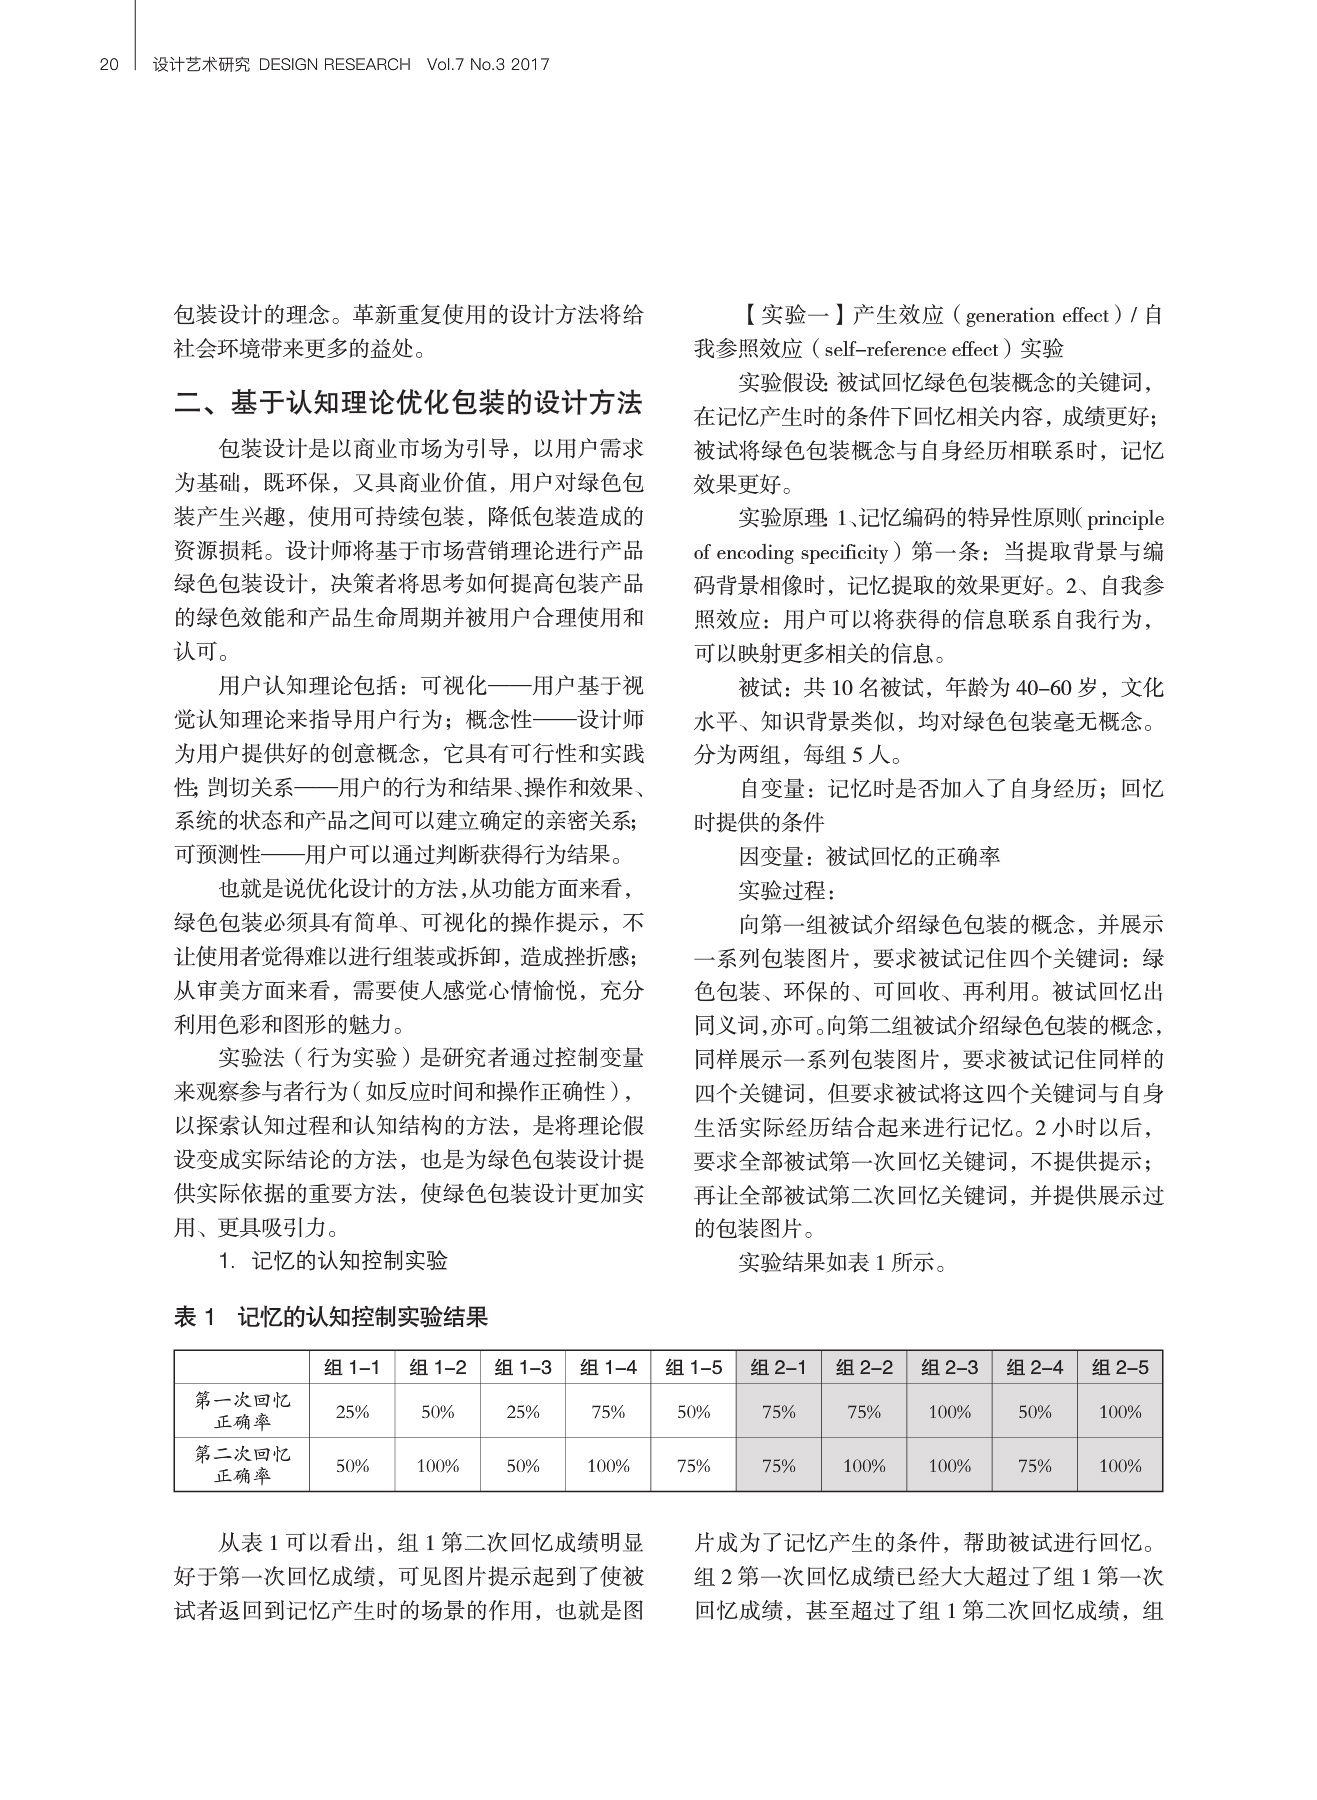 20 设计艺术研究 DESIGN RESEARCH Vol.7 No.3 2017
包装设计的理念。革新重复使用的设计方法将给
社会环境带来更多的益处。
二、基于认知理论优化包装的设计方法
包装设计是以商业市场为引导，以用户需求
为基础，既环保，又具商业价值，用户对绿色包
装产生兴趣，使用可持续包装，降低包装造成的
资源损耗。设计师将基于市场营销理论进行产品
绿色包装设计，决策者将思考如何提高包装产品
的绿色效能和产品生命周期并被用户合理使用和
认可。
用户认知理论包括：可视化——用户基于视
觉认知理论来指导用户行为；概念性——设计师
为用户提供好的创意概念，它具有可行性和实践
性；剀切关系——用户的行为和结果、操作和效果、
系统的状态和产品之间可以建立确定的亲密关系；
可预测性——用户可以通过判断获得行为结果。
也就是说优化设计的方法，从功能方面来看，
绿色包装必须具有简单、可视化的操作提示，不
让使用者觉得难以进行组装或拆卸，造成挫折感；
从审美方面来看，需要使人感觉心情愉悦，充分
利用色彩和图形的魅力。
实验法（行为实验）是研究者通过控制变量
来观察参与者行为（如反应时间和操作正确性），
以探索认知过程和认知结构的方法，是将理论假
设变成实际结论的方法，也是为绿色包装设计提
供实际依据的重要方法，使绿色包装设计更加实
用、更具吸引力。
1. 记忆的认知控制实验
【实验一】产生效应（generation effect）/ 自
我参照效应（self-reference effect）实验
实验假设：被试回忆绿色包装概念的关键词，
在记忆产生时的条件下回忆相关内容，成绩更好；
被试将绿色包装概念与自身经历相联系时，记忆
效果更好。
实验原理：1、记忆编码的特异性原则（principle
of encoding specificity）第一条：当提取背景与编
码背景相像时，记忆提取的效果更好。2、自我参
照效应：用户可以将获得的信息联系自我行为，
可以映射更多相关的信息。
被试：共 10 名被试，年龄为 40-60 岁，文化
水平、知识背景类似，均对绿色包装毫无概念。
分为两组，每组 5 人。
自变量：记忆时是否加入了自身经历；回忆
时提供的条件
因变量：被试回忆的正确率
实验过程：
向第一组被试介绍绿色包装的概念，并展示
一系列包装图片，要求被试记住四个关键词：绿
色包装、环保的、可回收、再利用。被试回忆出
同义词，亦可。向第二组被试介绍绿色包装的概念，
同样展示一系列包装图片，要求被试记住同样的
四个关键词，但要求被试将这四个关键词与自身
生活实际经历结合起来进行记忆。2 小时以后，
要求全部被试第一次回忆关键词，不提供提示；
再让全部被试第二次回忆关键词，并提供展示过
的包装图片。
实验结果如表 1 所示。
表 1 记忆的认知控制实验结果
组 1-1 组 1-2 组 1-3 组 1-4 组 1-5 组 2-1 组 2-2 组 2-3 组 2-4 组 2-5
第一次回忆
正确率 25% 50% 25% 75% 50% 75% 75% 100% 50% 100%
第二次回忆
正确率 50% 100% 50% 100% 75% 75% 100% 100% 75% 100%
从表 1 可以看出，组 1 第二次回忆成绩明显
好于第一次回忆成绩，可见图片提示起到了使被
试者返回到记忆产生时的场景的作用，也就是图
片成为了记忆产生的条件，帮助被试进行回忆。
组 2 第一次回忆成绩已经大大超过了组 1 第一次
回忆成绩，甚至超过了组 1 第二次回忆成绩，组